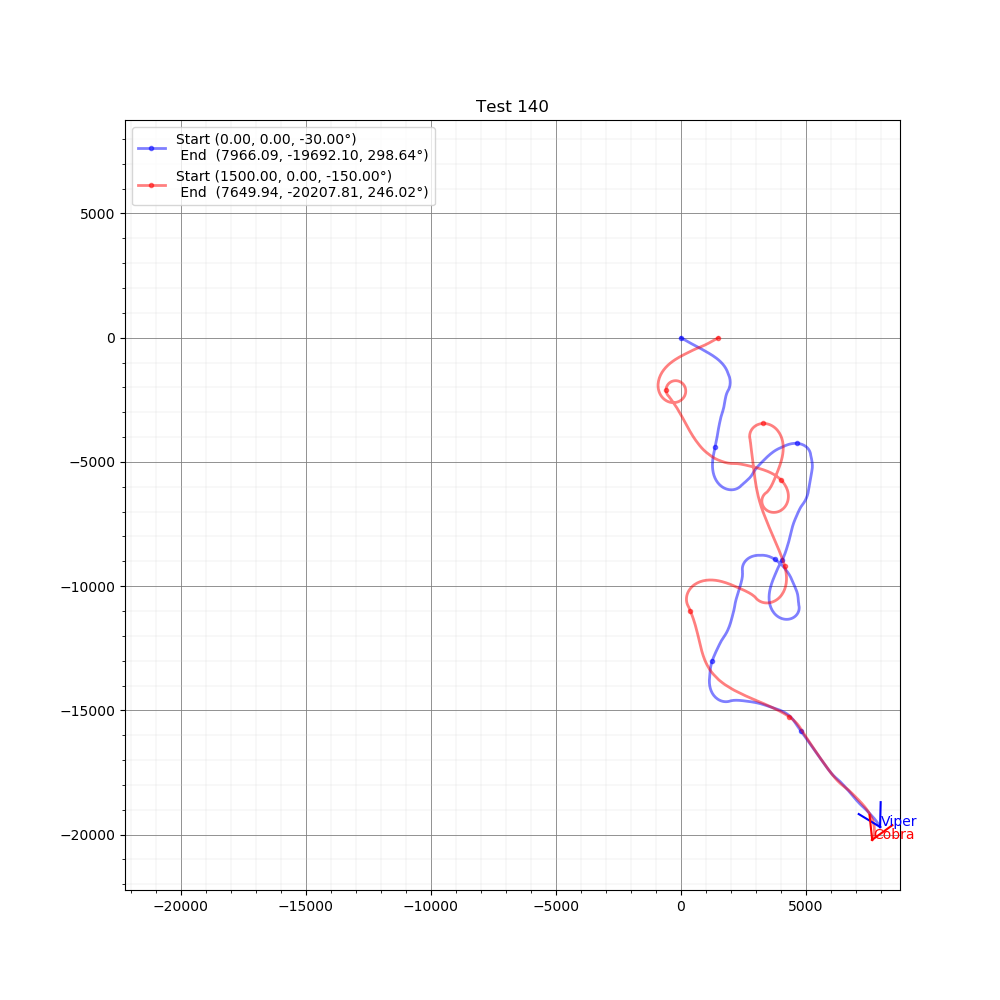 Test 140
Start (0.00, 0.00, -30.00°)
End (7966.09, -19692.10, 298.64°)
Start (1500.00, 0.00, -150.00°)
End (7649.94, -20207.81, 246.02°)
5000
0
−5000
−10000
−15000
−20000
Viper
Cobra
−20000 −15000 −10000 −5000 0 5000